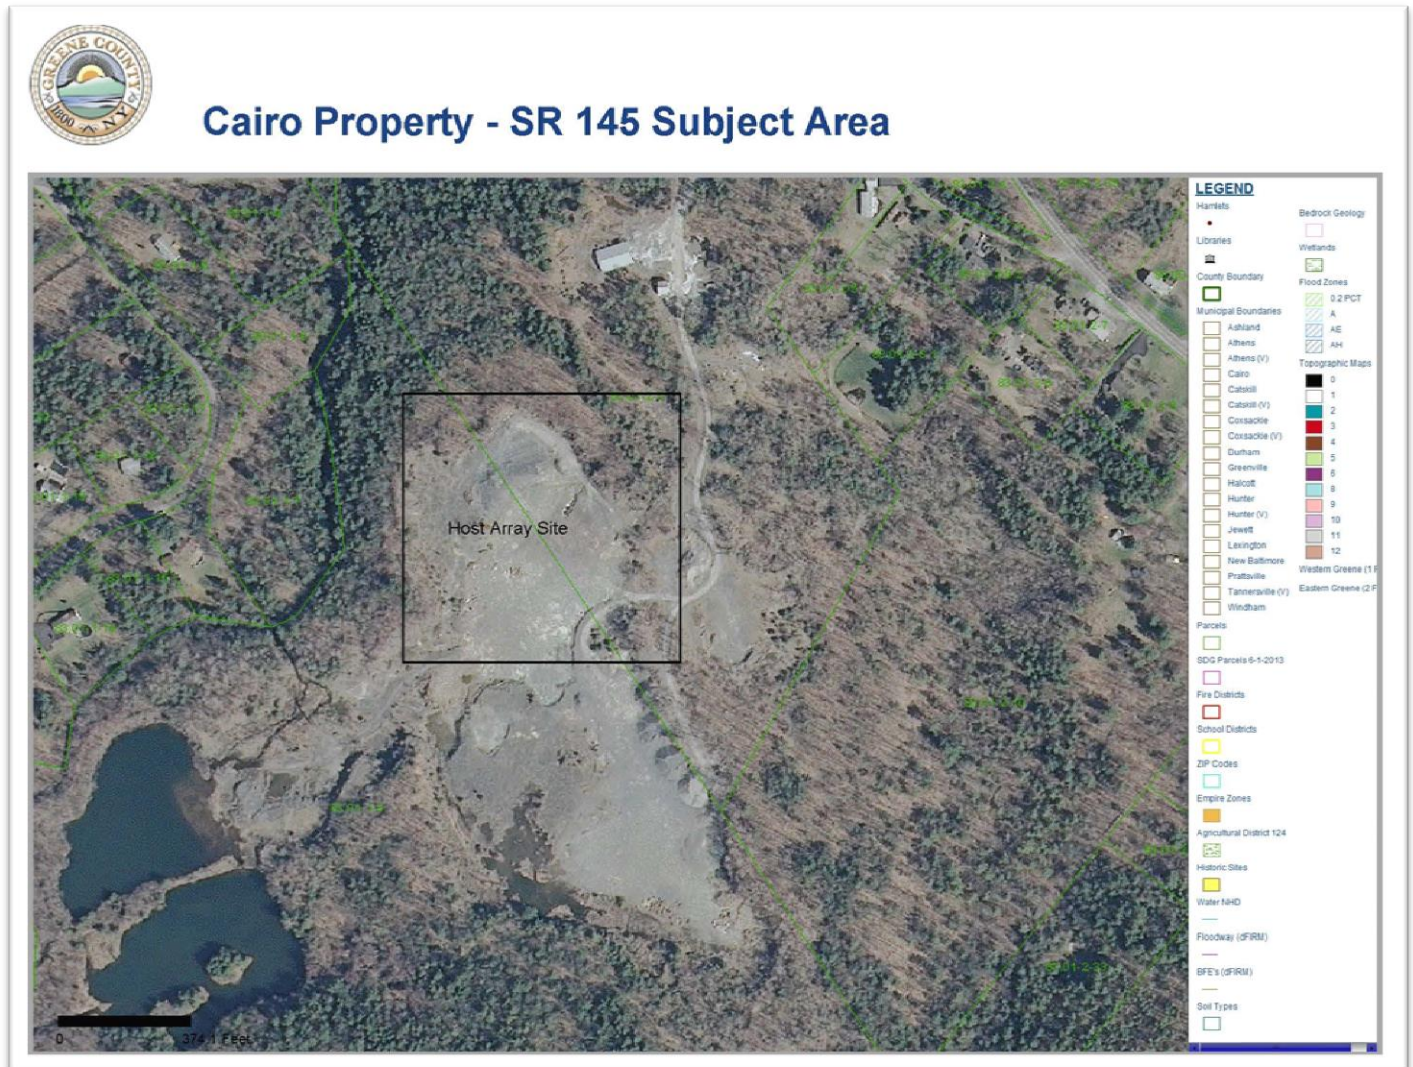 GREENE COUNTY
1800 NY
Cairo Property - SR 145 Subject Area
Host Array Site
0
374.1 Feet
LEGEND
Hamlets
Libraries
County Boundary
Municipal Boundaries
Ashland
Athens
Athens (V)
Cairo
Catskill
Catskill (V)
Coxsackie
Coxsackie (V)
Durham
Greenville
Halcott
Hunter
Hunter (V)
Jewett
Lexington
New Baltimore
Prattsville
Tannersville (V)
Windham
Parcels
SDG Parcels 6-1-2013
Fire Districts
School Districts
ZIP Codes
Empire Zones
Agricultural District 124
Historic Sites
Water NHD
Floodway (dFIRM)
BFE's (dFIRM)
Soil Types
Bedrock Geology
Wetlands
Flood Zones
0.2 PCT
A
AE
AH
Topographic Maps
0
1
2
3
4
5
6
8
9
10
11
12
Western Greene (1 F
Eastern Greene (2 F